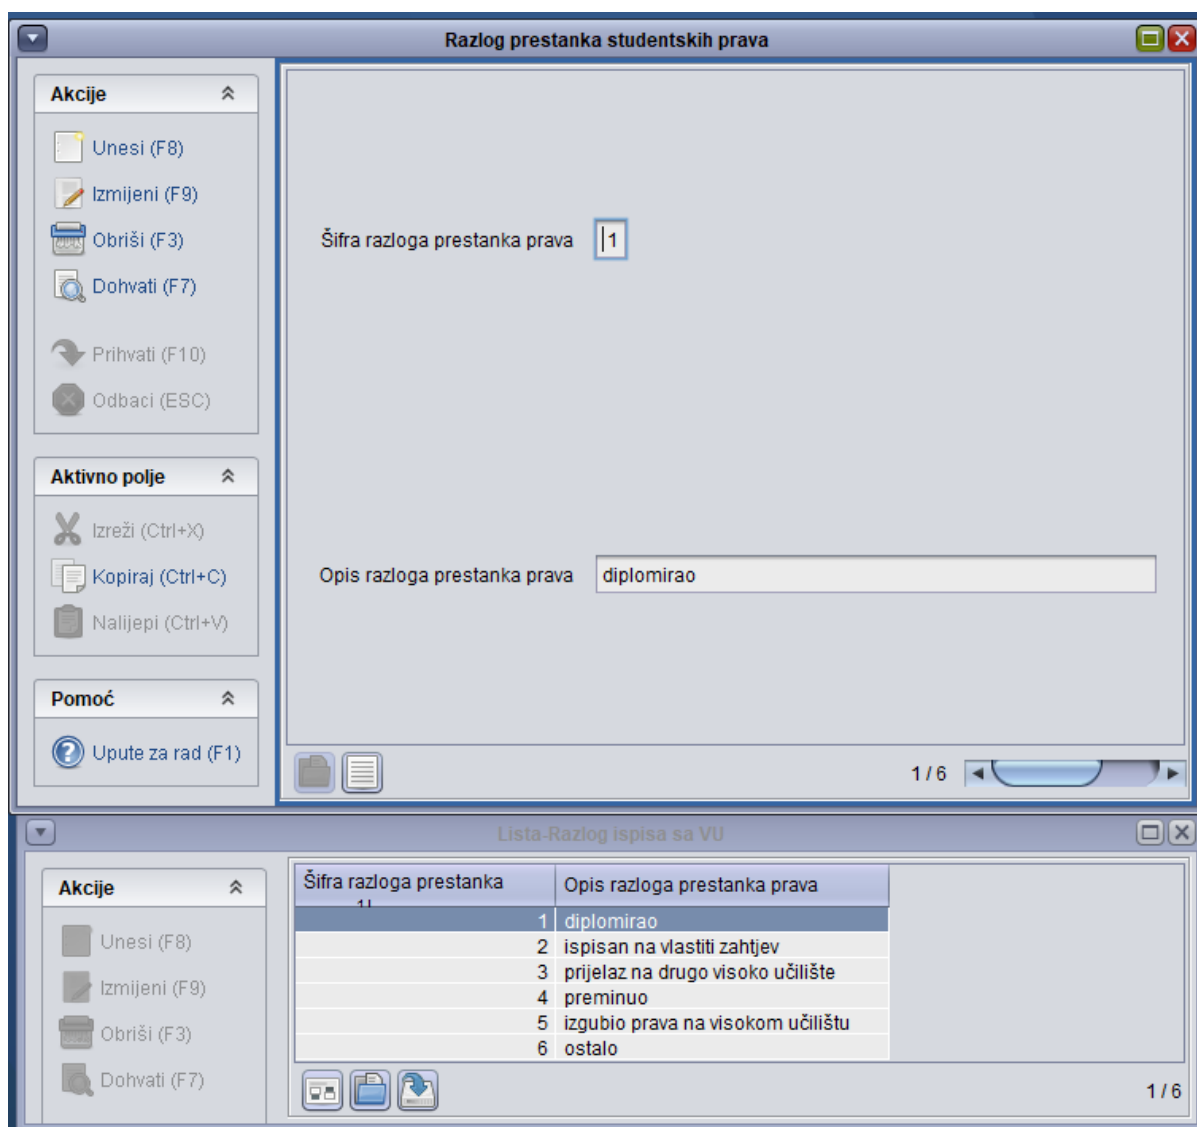 Razlog prestanka studentskih prava
Akcije
Unesi (F8)
Izmijeni (F9)
Obriši (F3)
Dohvati (F7)
Prihvati (F10)
Odbaci (ESC)
Aktivno polje
Izreži (Ctrl+X)
Kopiraj (Ctrl+C)
Nalijepi (Ctrl+V)
Pomoć
Upute za rad (F1)
Šifra razloga prestanka prava 1
Opis razloga prestanka prava diplomirao
1 / 6
Lista-Razlog ispisa sa VU
Akcije
Unesi (F8)
Izmijeni (F9)
Obriši (F3)
Dohvati (F7)
Šifra razloga prestanka Opis razloga prestanka prava
1 diplomirao
2 ispisan na vlastiti zahtjev
3 prijelaz na drugo visoko učilište
4 preminuo
5 izgubio prava na visokom učilištu
6 ostalo
1 / 6